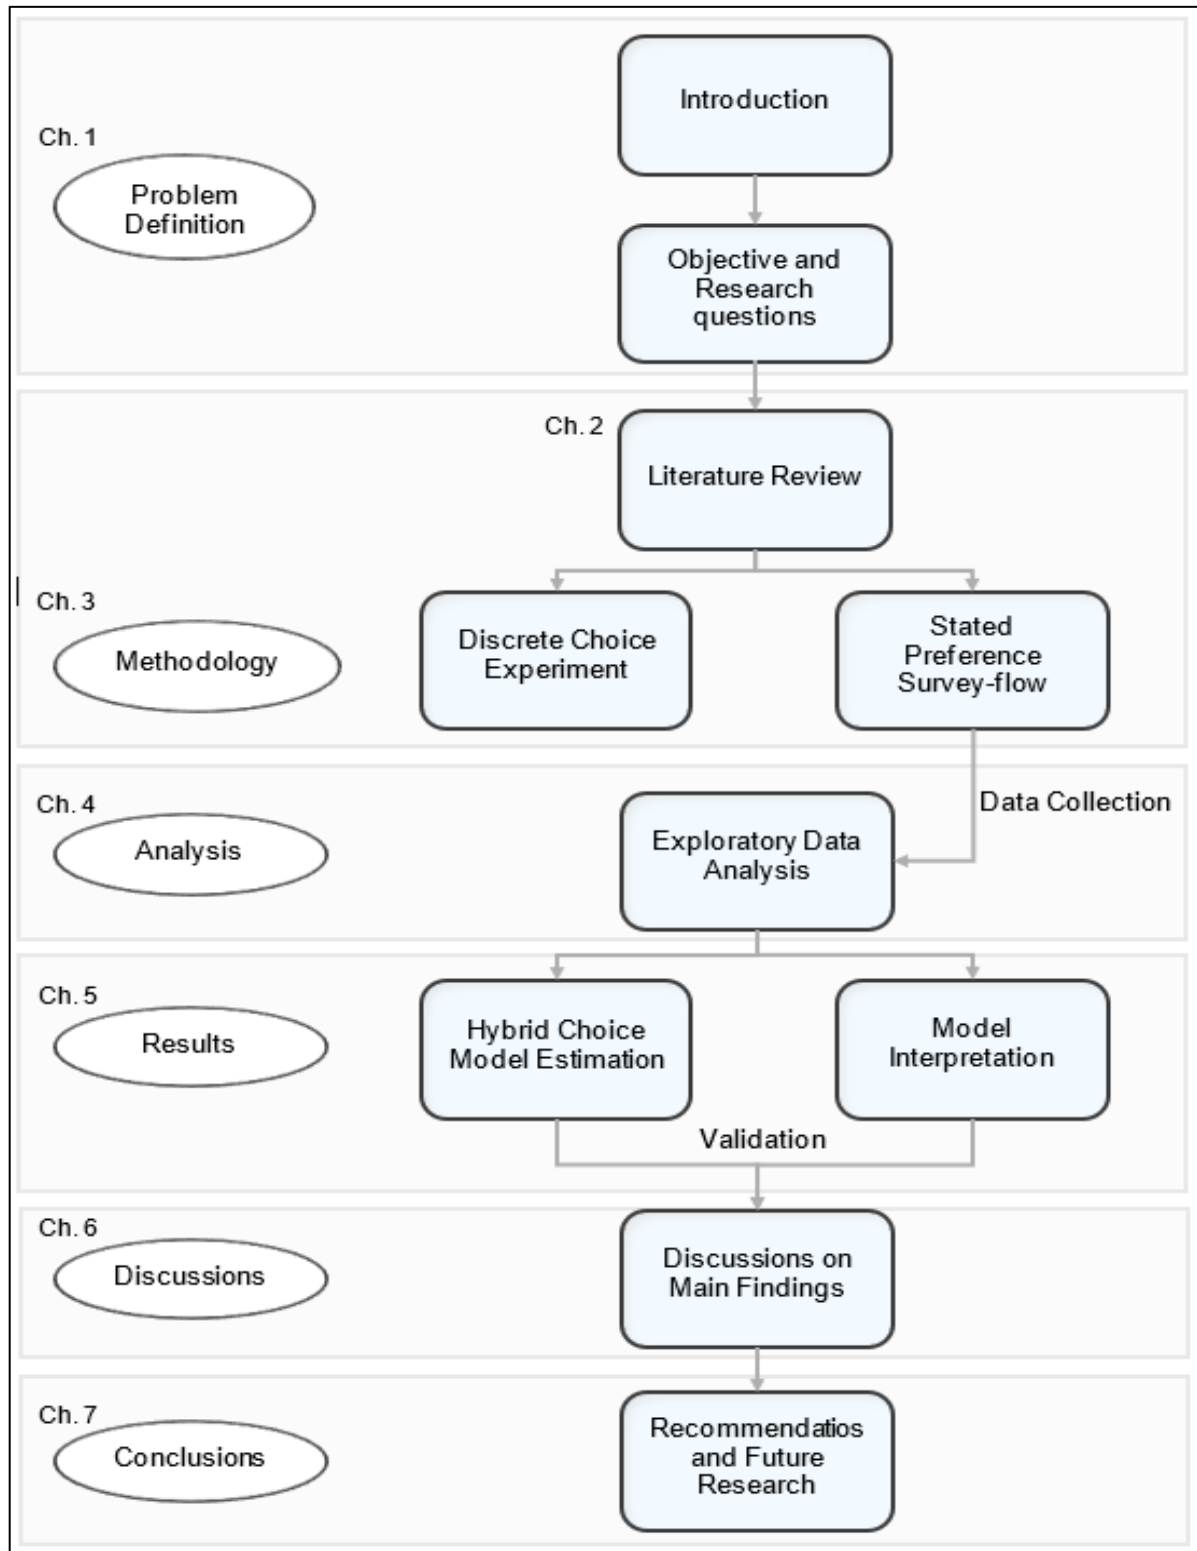 Introduction
Ch. 1
Problem
Definition
Objective and
Research
questions
Ch. 2
Literature Review
Ch. 3
Methodology
Discrete Choice
Experiment
Stated
Preference
Survey-flow
Ch. 4
Analysis
Exploratory Data
Analysis
Data Collection
Ch. 5
Results
Hybrid Choice
Model Estimation
Model
Interpretation
Validation
Ch. 6
Discussions
Discussions on
Main Findings
Ch. 7
Conclusions
Recommendatios
and Future
Research